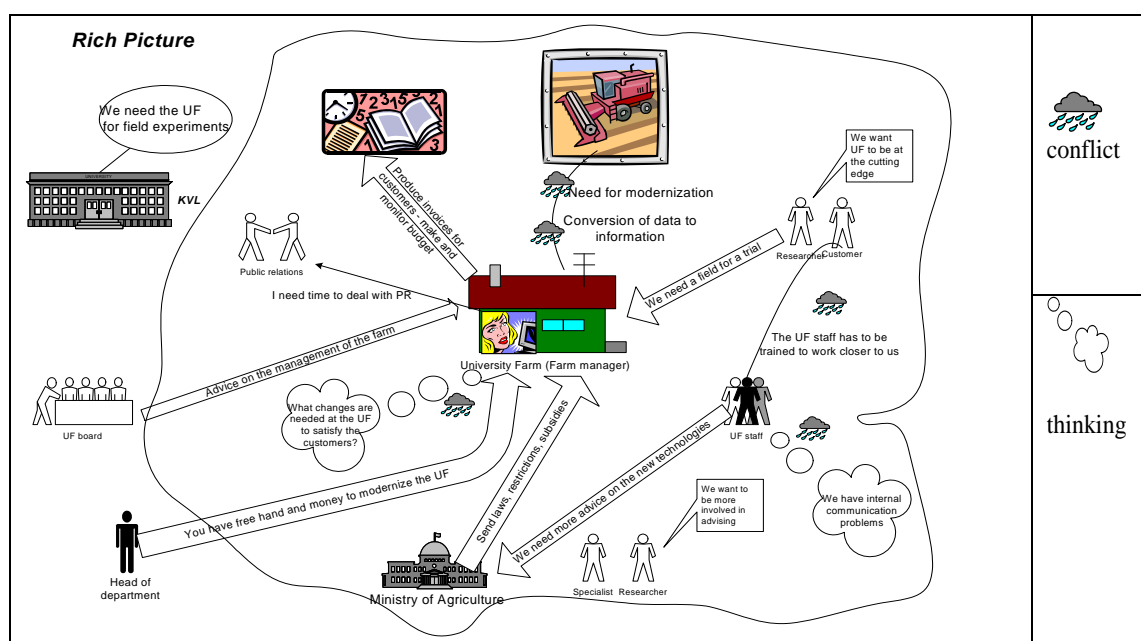 Rich Picture
We need the UF
for field experiments
UNIVERSITY
KVL
Produce invoices for
customers - make and
monitor budget
Need for modernization
Conversion of data to
information
We want
UF to be at
the cutting
edge
Researcher
Customer
We need a field for a trial
Public relations
I need time to deal with PR
The UF staff has to be
trained to work closer to us
University Farm (Farm manager)
Advice on the management of the farm
UF board
What changes are
needed at the UF
to satisfy the
customers?
UF staff
You have free hand and money to modernize the UF
Send laws, restrictions, subsidies
We need more advice on the new technologies
We want to
be more
involved in
advising
We have internal
communication
problems
Head of
department
Ministry of Agriculture
Specialist
Researcher
conflict
thinking